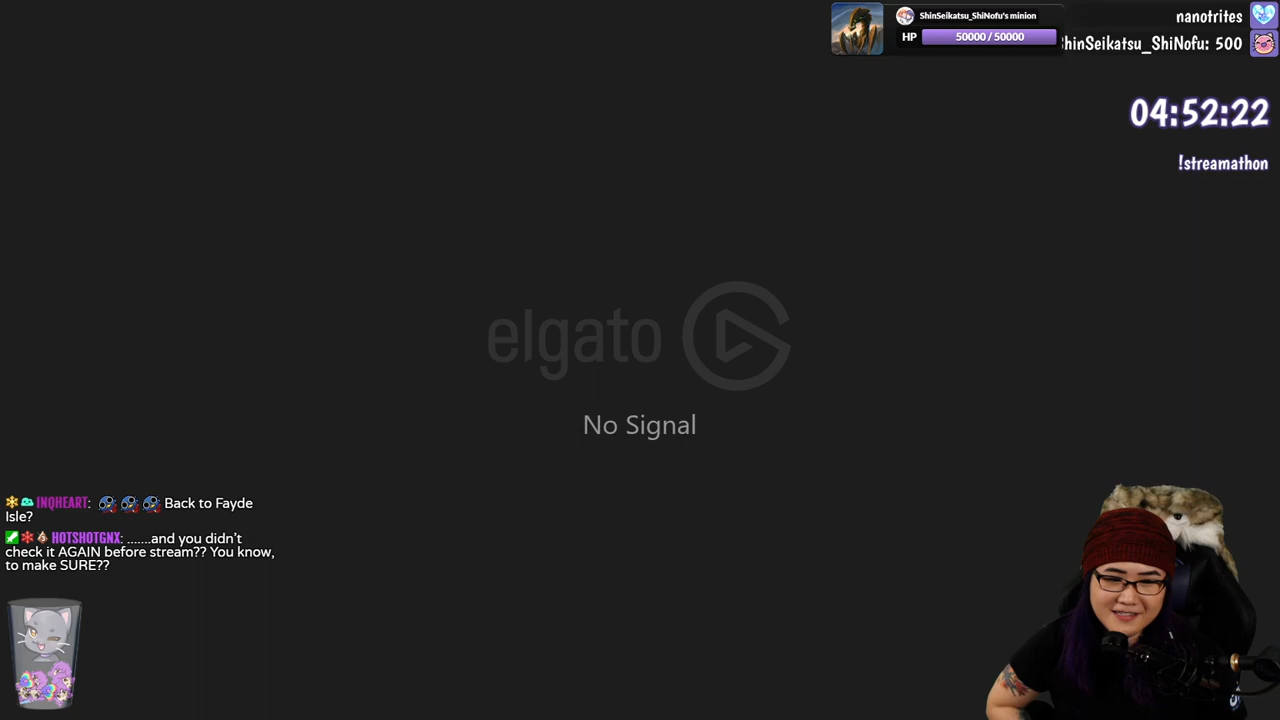 ShinSeikatsu_ShiNofu's minion
HP 50000 / 50000
nanotrites
hinSeikatsu_ShiNofu: 500
04:52:22
!streamathon
elgato
No Signal
INQHEART: Back to Fayde
Isle?
HOTSHOTGNX: .......and you didn't
check it AGAIN before stream?? You know,
to make SURE??